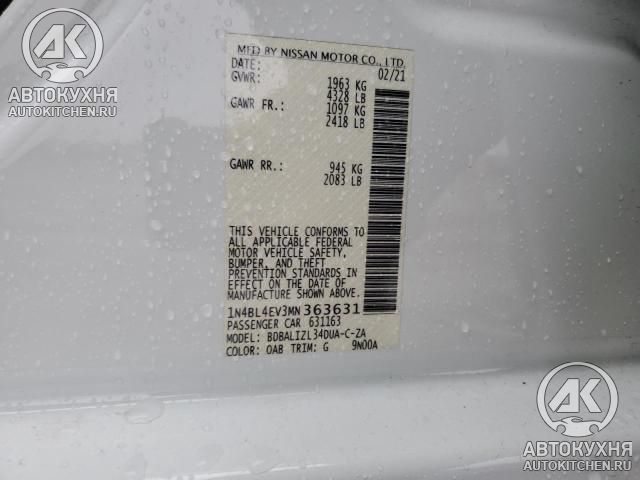 MFD BY NISSAN MOTOR CO., LTD.
DATE: 02/21
GVWR: 1963 KG
4328 LB
GAWR FR.: 1097 KG
2418 LB
GAWR RR.: 945 KG
2083 LB
THIS VEHICLE CONFORMS TO
ALL APPLICABLE FEDERAL
MOTOR VEHICLE SAFETY,
BUMPER, AND THEFT
PREVENTION STANDARDS IN
EFFECT ON THE DATE OF
MANUFACTURE SHOWN ABOVE.
1N4BL4EV3MN363631
PASSENGER CAR 631163
MODEL: BDBALIZL34DUA-C-ZA
COLOR: QAB TRIM: G 9N00A
АК
АВТОКУХНЯ
AUTOKITCHEN.RU
АК
АВТОКУХНЯ
AUTOKITCHEN.RU